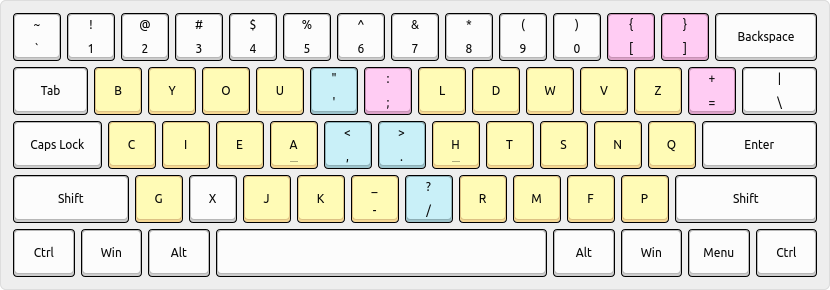 ~ ! @ # $ % ^ & * ( ) { } Backspace
` 1 2 3 4 5 6 7 8 9 0 [ ]
Tab B Y O U " : L D W V Z + |
' ; = \
Caps Lock C I E A < > H T S N Q Enter
_ , . _
Shift G X J K _ ? R M F P Shift
- /
Ctrl Win Alt Alt Win Menu Ctrl